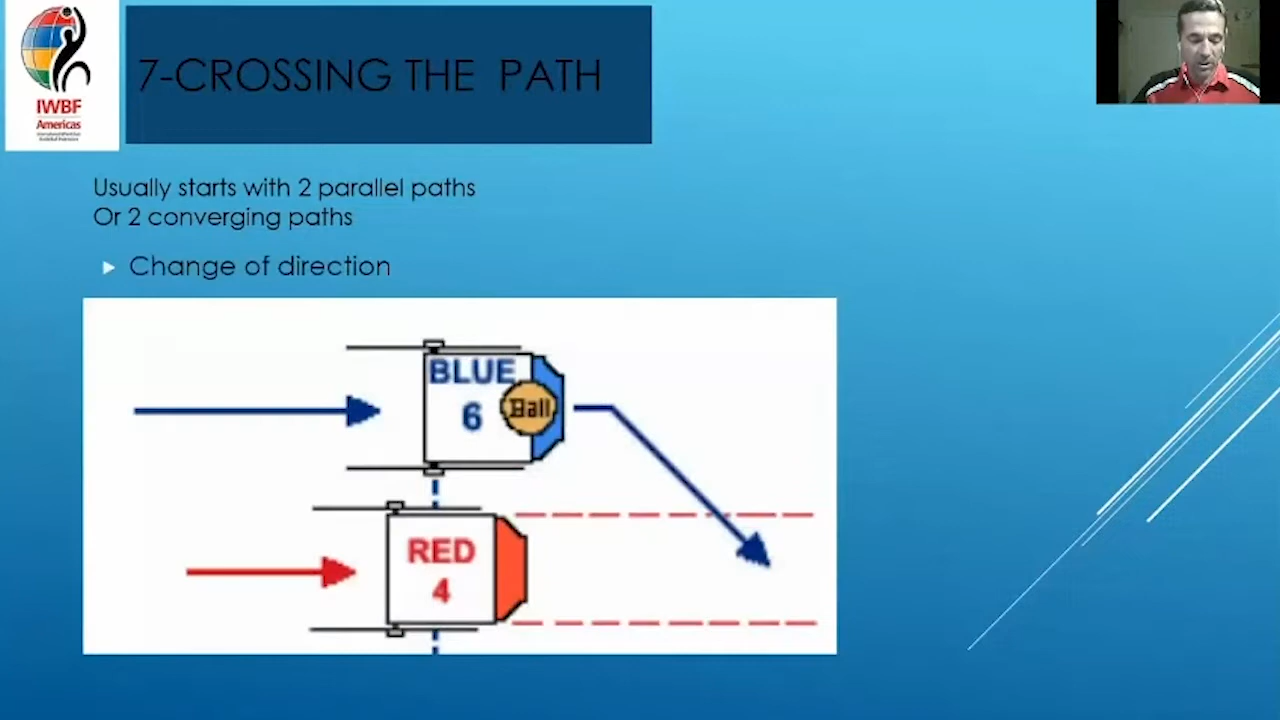 IWBF
Americas
7-CROSSING THE PATH
Usually starts with 2 parallel paths
Or 2 converging paths
Change of direction
BLUE
6
Ball
RED
4